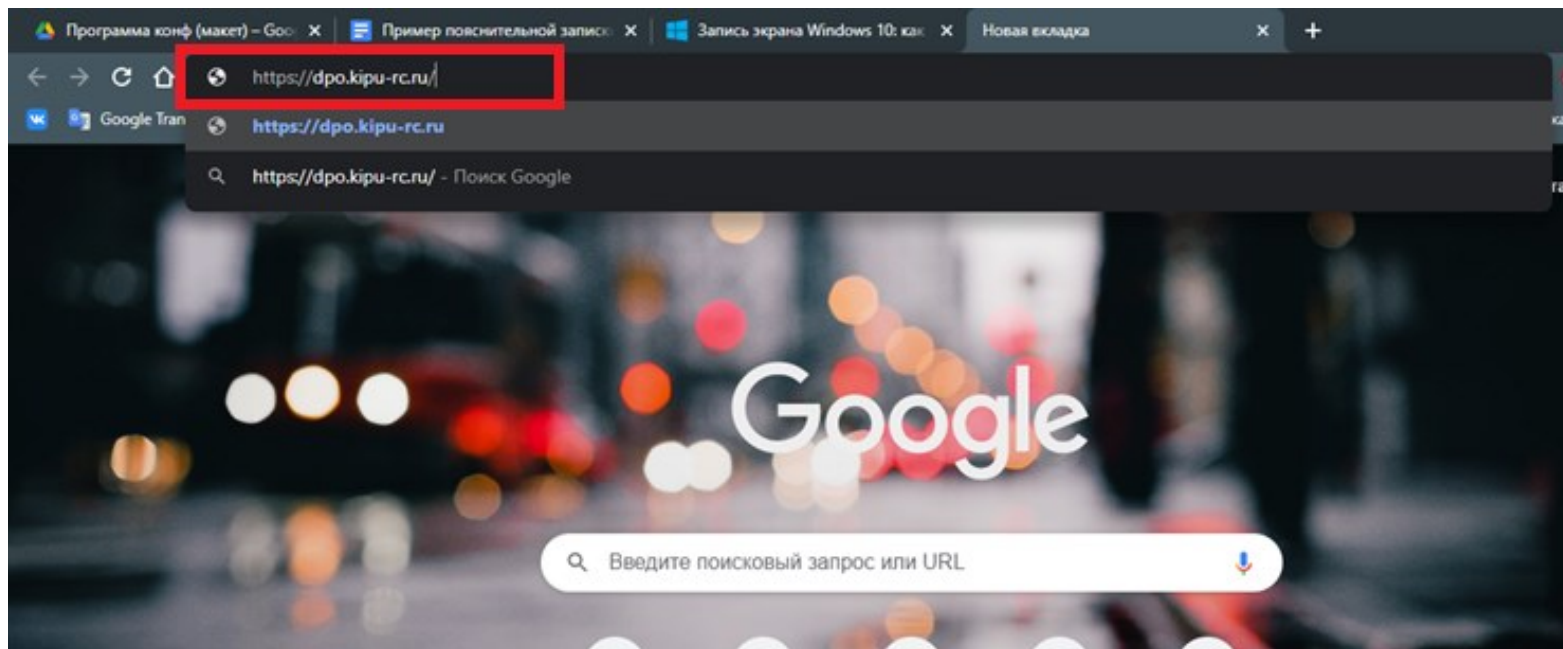 Программа конф (макет) – Goo
Пример пояснительной записк
Запись экрана Windows 10: как
Новая вкладка
https://dpo.kipu-rc.ru/
Google Tran
https://dpo.kipu-rc.ru
https://dpo.kipu-rc.ru/ - Поиск Google
Google
Введите поисковый запрос или URL